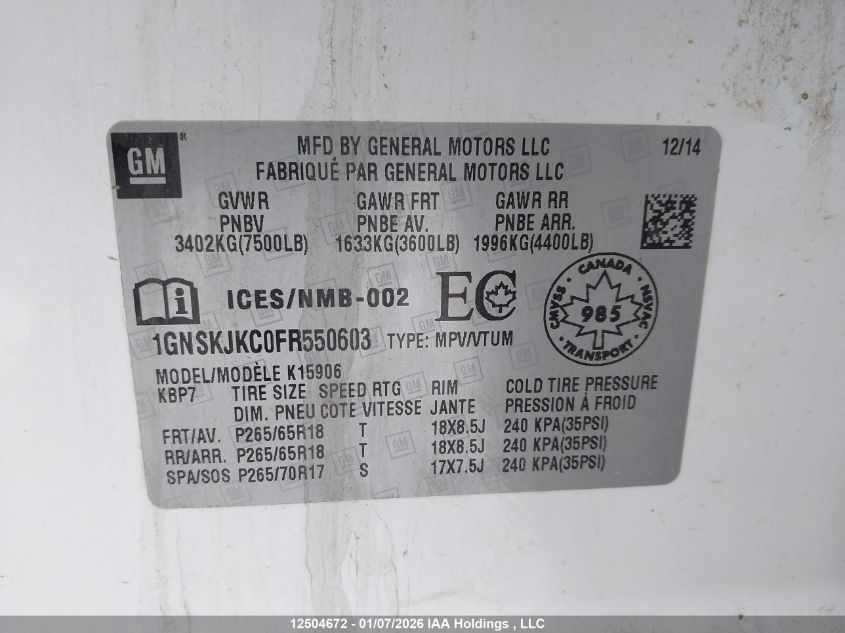 GM ®
MFD BY GENERAL MOTORS LLC 12/14
FABRIQUÉ PAR GENERAL MOTORS LLC
GVWR GAWR FRT GAWR RR
PNBV PNBE AV. PNBE ARR.
3402KG(7500LB) 1633KG(3600LB) 1996KG(4400LB)
ICES/NMB-002 EC
CANADA
CMVSS 985 NSVAC
TRANSPORT
1GNSKJKC0FR550603 TYPE: MPV/VTUM
MODEL/MODÈLE K15906
KBP7 TIRE SIZE SPEED RTG RIM COLD TIRE PRESSURE
DIM. PNEU COTE VITESSE JANTE PRESSION À FROID
FRT/AV. P265/65R18 T 18X8.5J 240 KPA(35PSI)
RR/ARR. P265/65R18 T 18X8.5J 240 KPA(35PSI)
SPA/SOS P265/70R17 S 17X7.5J 240 KPA(35PSI)
12504672 - 01/07/2026 IAA Holdings , LLC